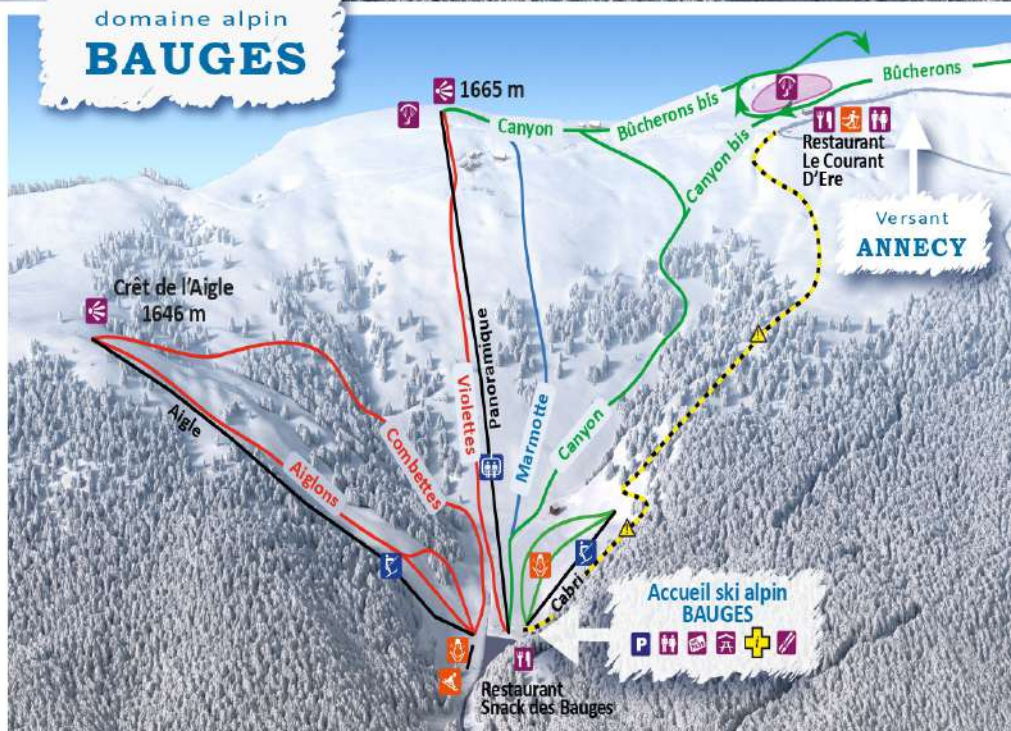 domaine alpin
BAUGES
1665 m
Canyon
Bûcherons bis
Bûcherons
Canyon bis
Restaurant
Le Courant
D'Ere
Versant
ANNECY
Crêt de l'Aigle
1646 m
Aigle
Aiglons
Combettes
Violettes
Panoramique
Marmotte
Canyon
Cabri
Accueil ski alpin
BAUGES
P
Restaurant
Snack des Bauges